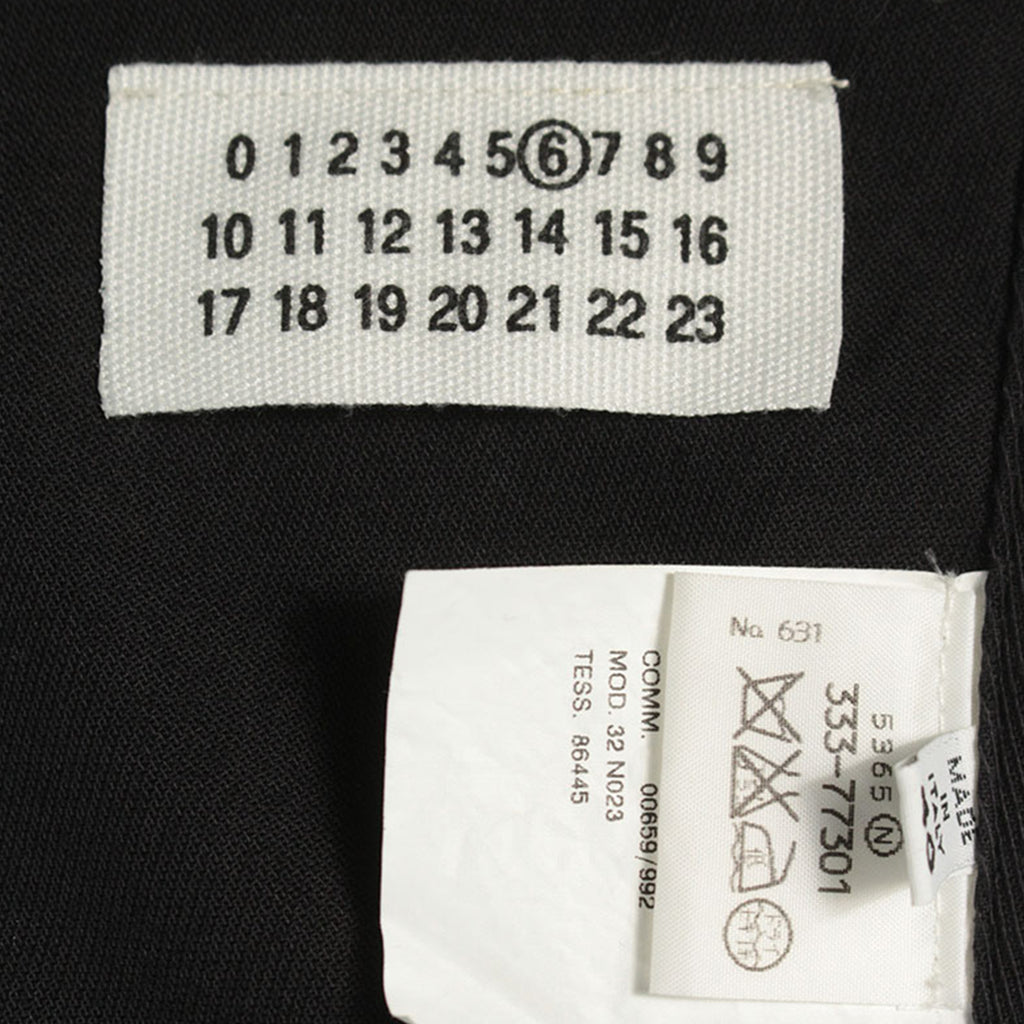 0 1 2 3 4 5 6 7 8 9
10 11 12 13 14 15 16
17 18 19 20 21 22 23
No. 631
5365 N
333-77301
COMM. 00659/992
MOD. 32 N023
TESS. 86445
MADE
IN
ITALY
40